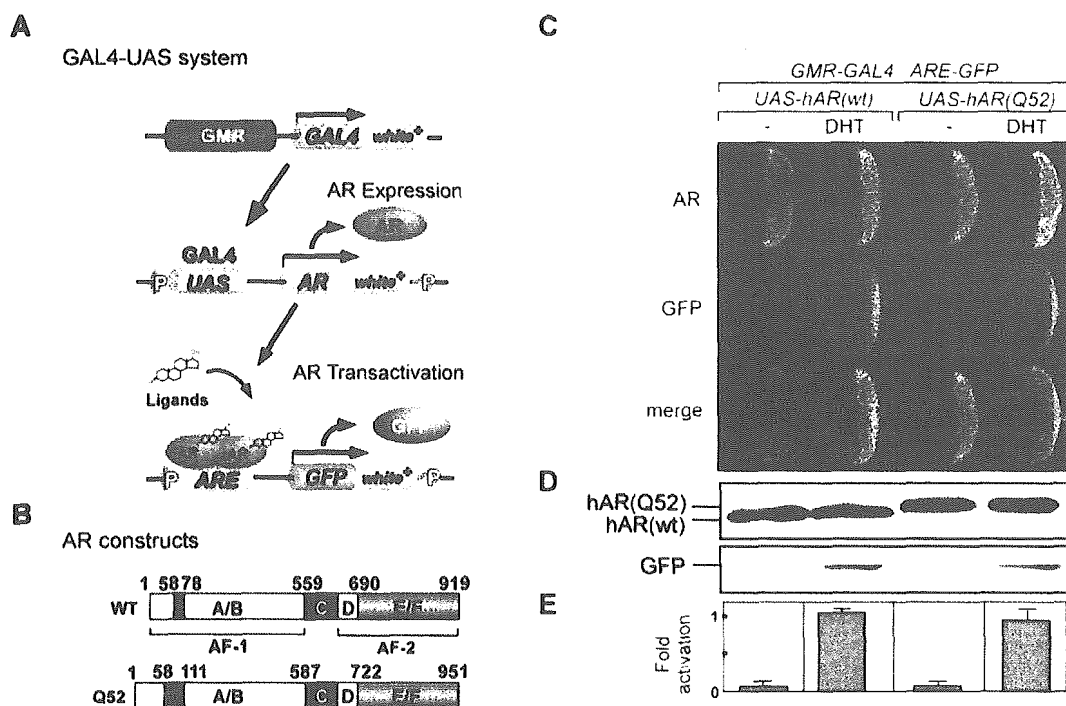 A
GAL4-UAS system
GMR
GAL4 white+
AR Expression
GAL4
P UAS AR white+ P
Ligands
AR Transactivation
P ARE GFP white+ P
B
AR constructs
1 58 78 559 690 919
WT A/B C D E/F
AF-1 AF-2
1 58 111 587 722 951
Q52 A/B C D E/F
C
GMR-GAL4 ARE-GFP
UAS-hAR(wt) UAS-hAR(Q52)
- DHT - DHT
AR
GFP
merge
D
hAR(Q52)
hAR(wt)
GFP
E
Fold
activation
1
0